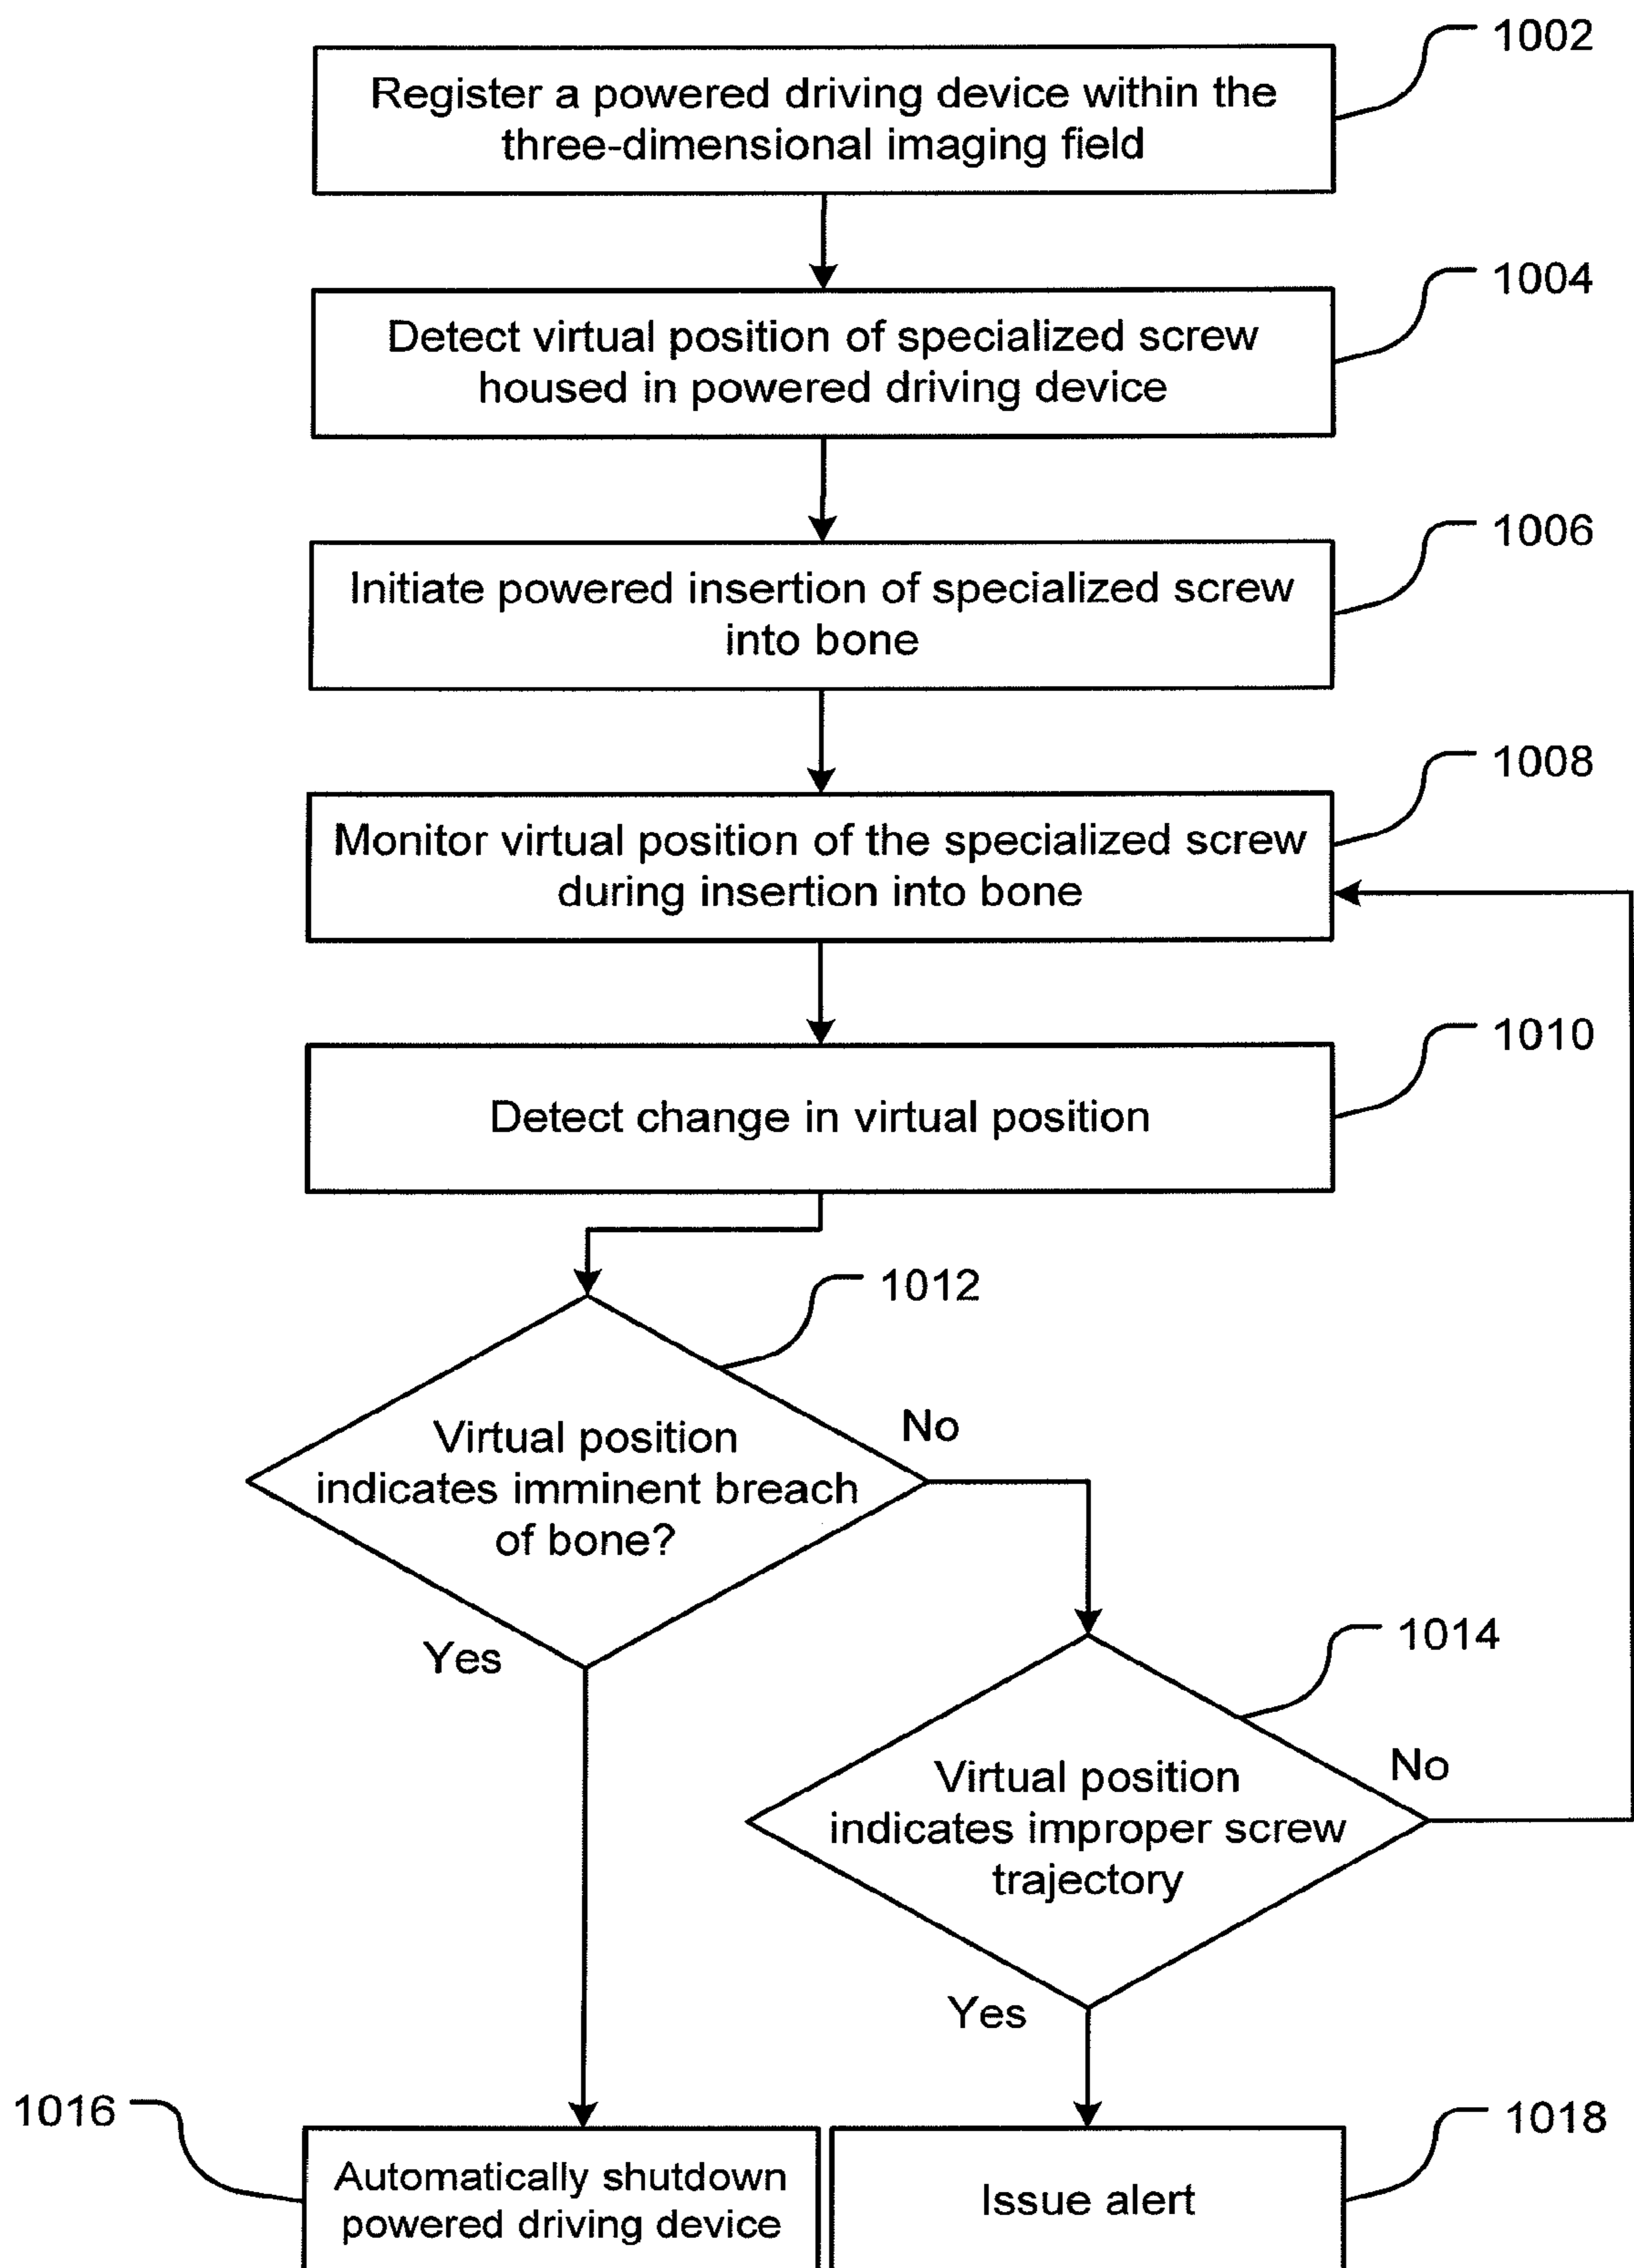 1002
Register a powered driving device within the
three-dimensional imaging field
1004
Detect virtual position of specialized screw
housed in powered driving device
1006
Initiate powered insertion of specialized screw
into bone
1008
Monitor virtual position of the specialized screw
during insertion into bone
1010
Detect change in virtual position
1012
Virtual position
indicates imminent breach
of bone?
No
Yes
1014
Virtual position
indicates improper screw
trajectory
No
Yes
1016
Automatically shutdown
powered driving device
1018
Issue alert